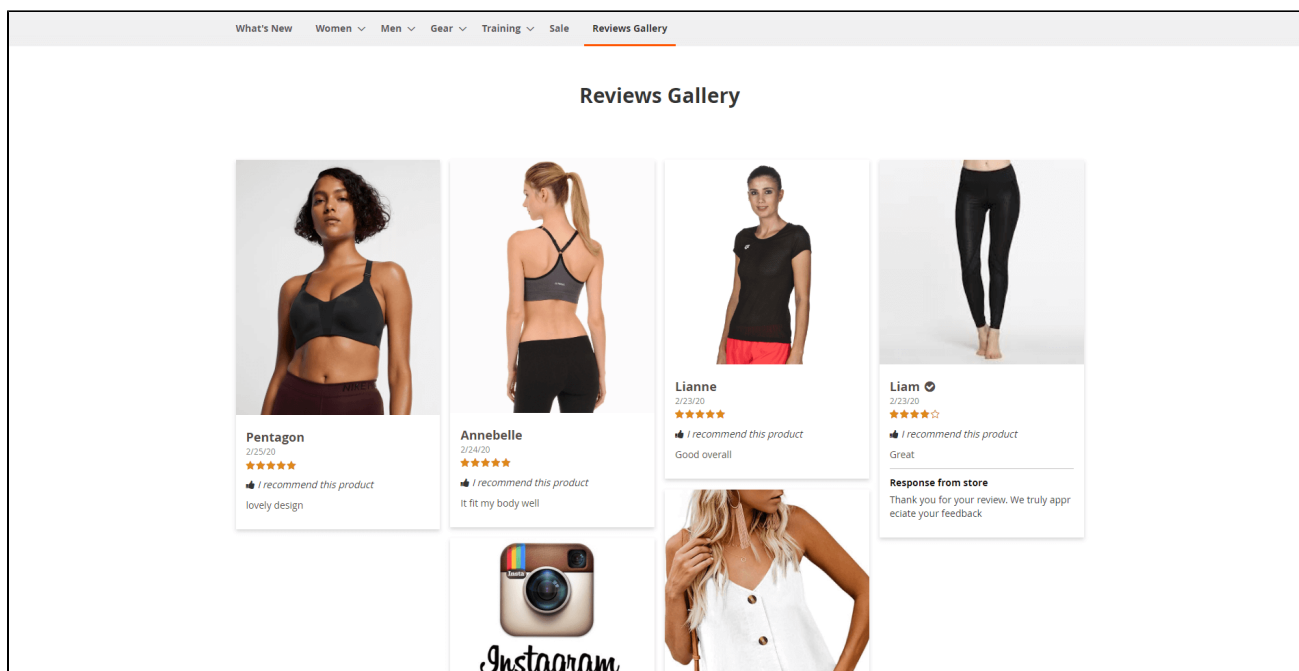 What's New Women Men Gear Training Sale Reviews Gallery
Reviews Gallery
NIKE
Pentagon
2/25/20
I recommend this product
lovely design
Annebelle
2/24/20
I recommend this product
It fit my body well
Lianne
2/23/20
I recommend this product
Good overall
Liam
2/23/20
I recommend this product
Great
Response from store
Thank you for your review. We truly appr
eciate your feedback
Insta
Instagram